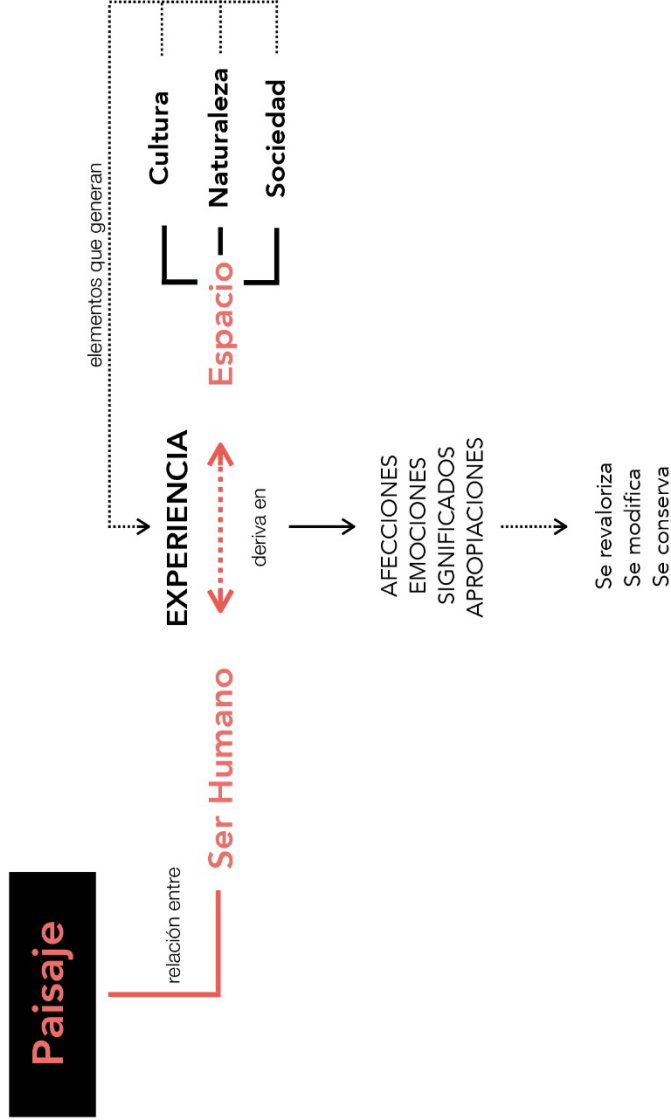 Paisaje
relación entre
Ser Humano
EXPERIENCIA
deriva en
Espacio
elementos que generan
Cultura
Naturaleza
Sociedad
AFECCIONES
EMOCIONES
SIGNIFICADOS
APROPIACIONES
Se revaloriza
Se modifica
Se conserva